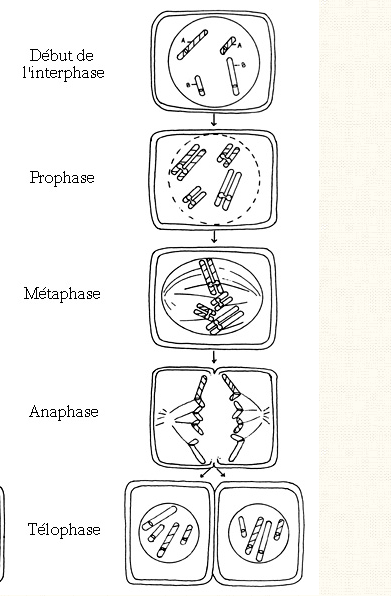 Début de
l'interphase
A
A
B
B
Prophase
Métaphase
Anaphase
Télophase